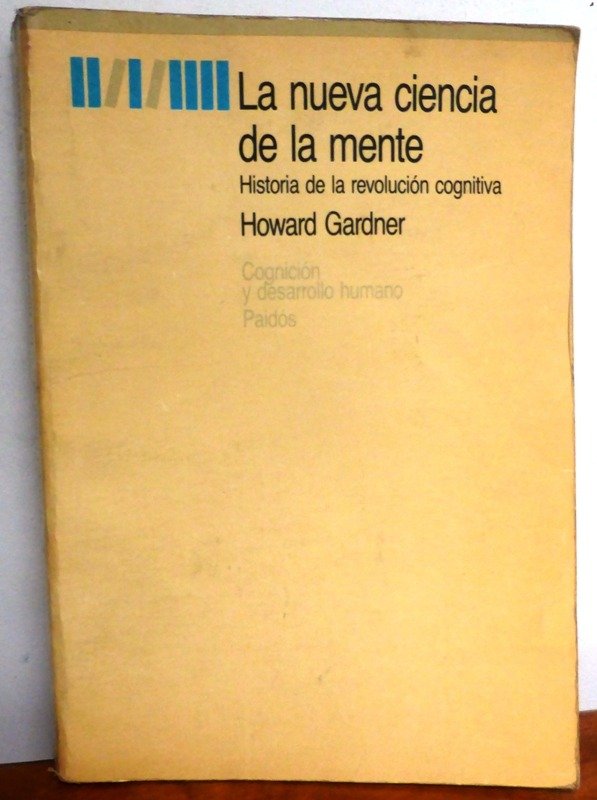 La nueva ciencia
de la mente
Historia de la revolución cognitiva
Howard Gardner
Cognición
y desarrollo humano
Paidós